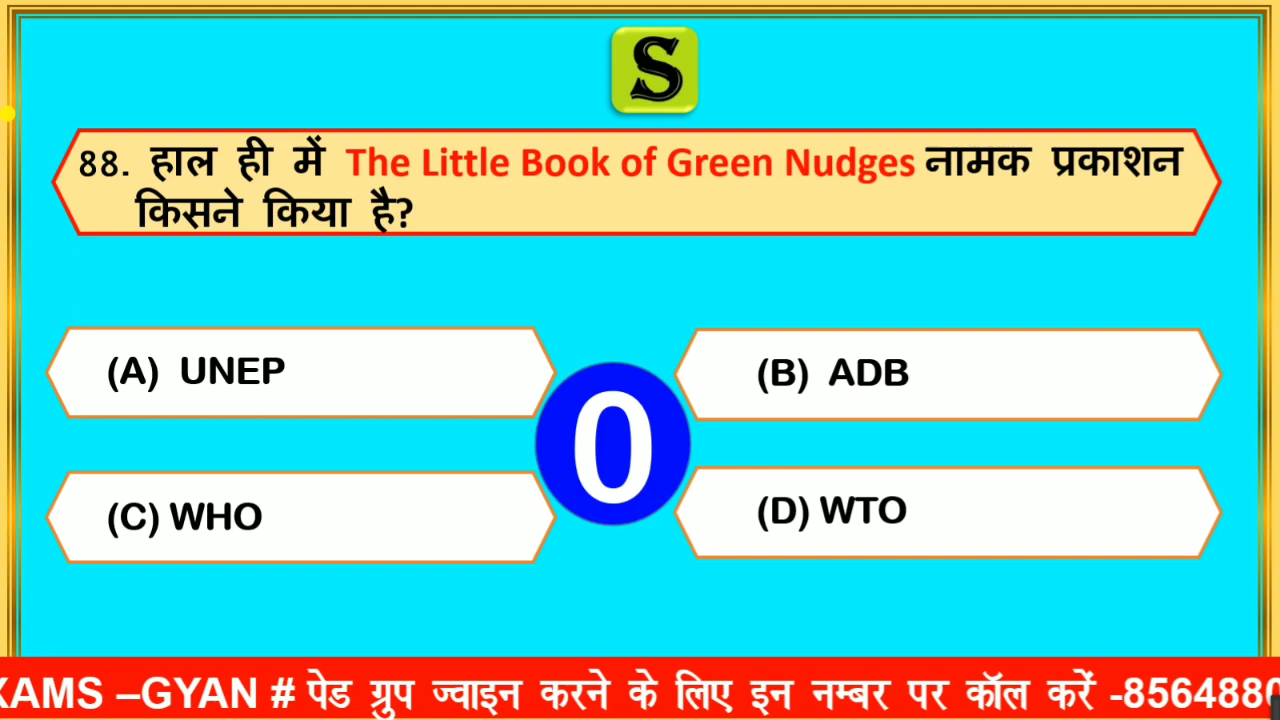 S
88. हाल ही में The Little Book of Green Nudges नामक प्रकाशन
किसने किया है?
(A) UNEP
(B) ADB
0
(C) WHO
(D) WTO
XAMS –GYAN # पेड ग्रुप ज्वाइन करने के लिए इन नम्बर पर कॉल करें -8564880